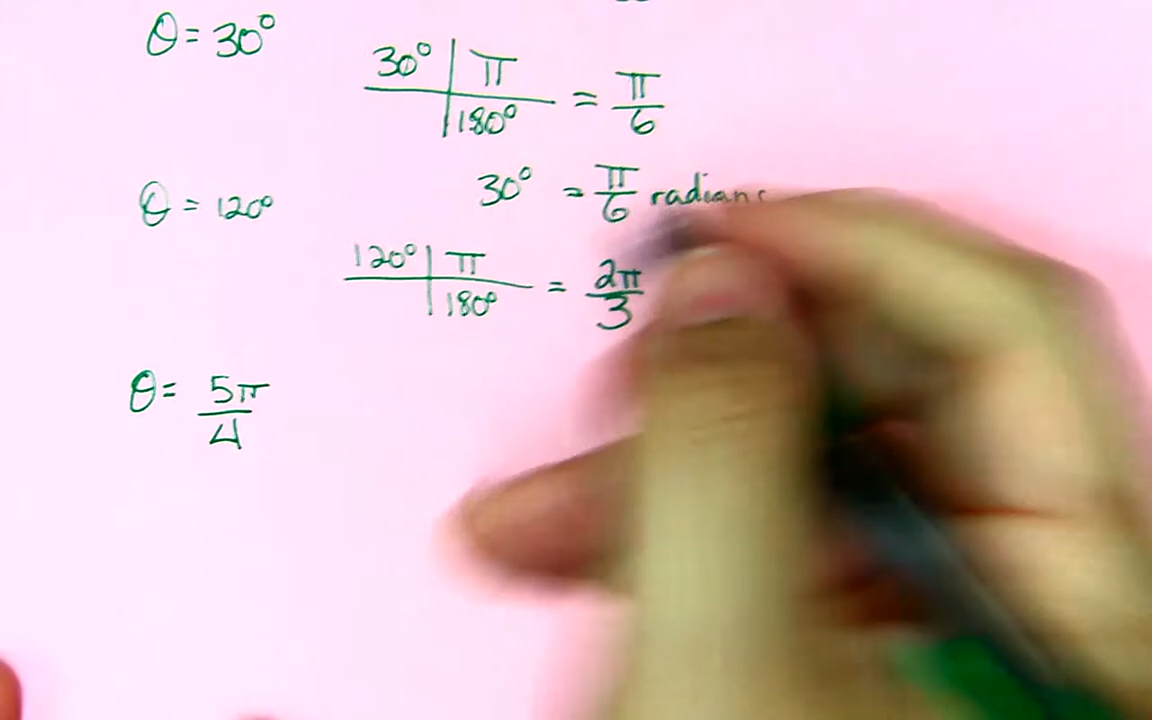 θ = 30°
30° | π
180° = π/6
θ = 120°
30° = π/6 radians
120° | π
180° = 2π/3
θ = 5π/4